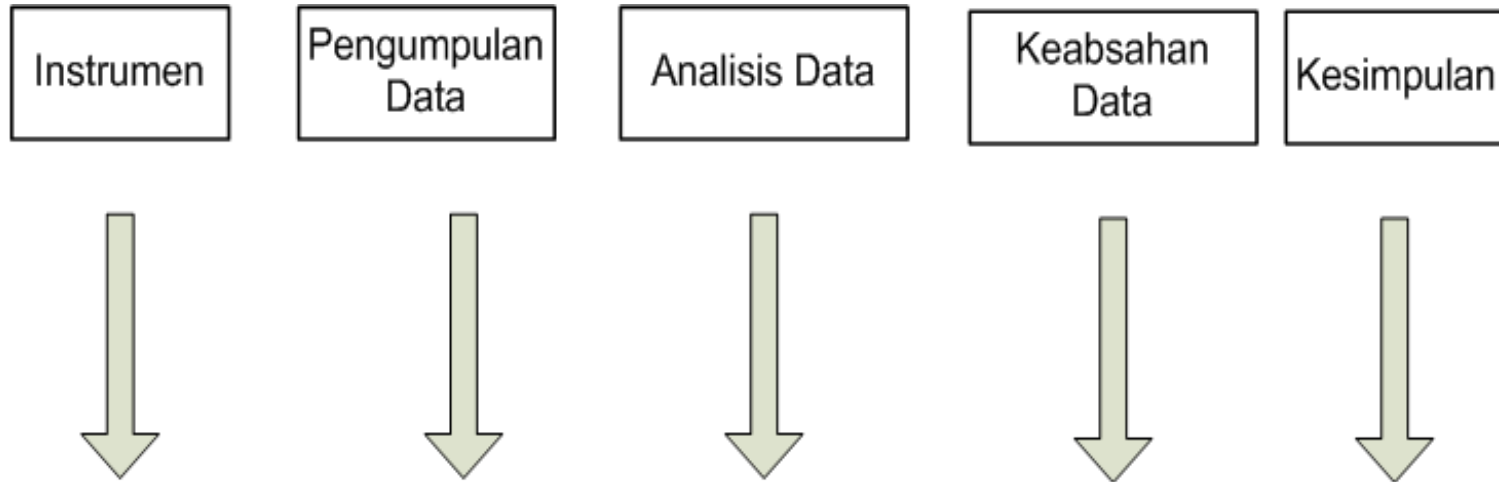 Instrumen
Pengumpulan
Data
Analisis Data
Keabsahan
Data
Kesimpulan